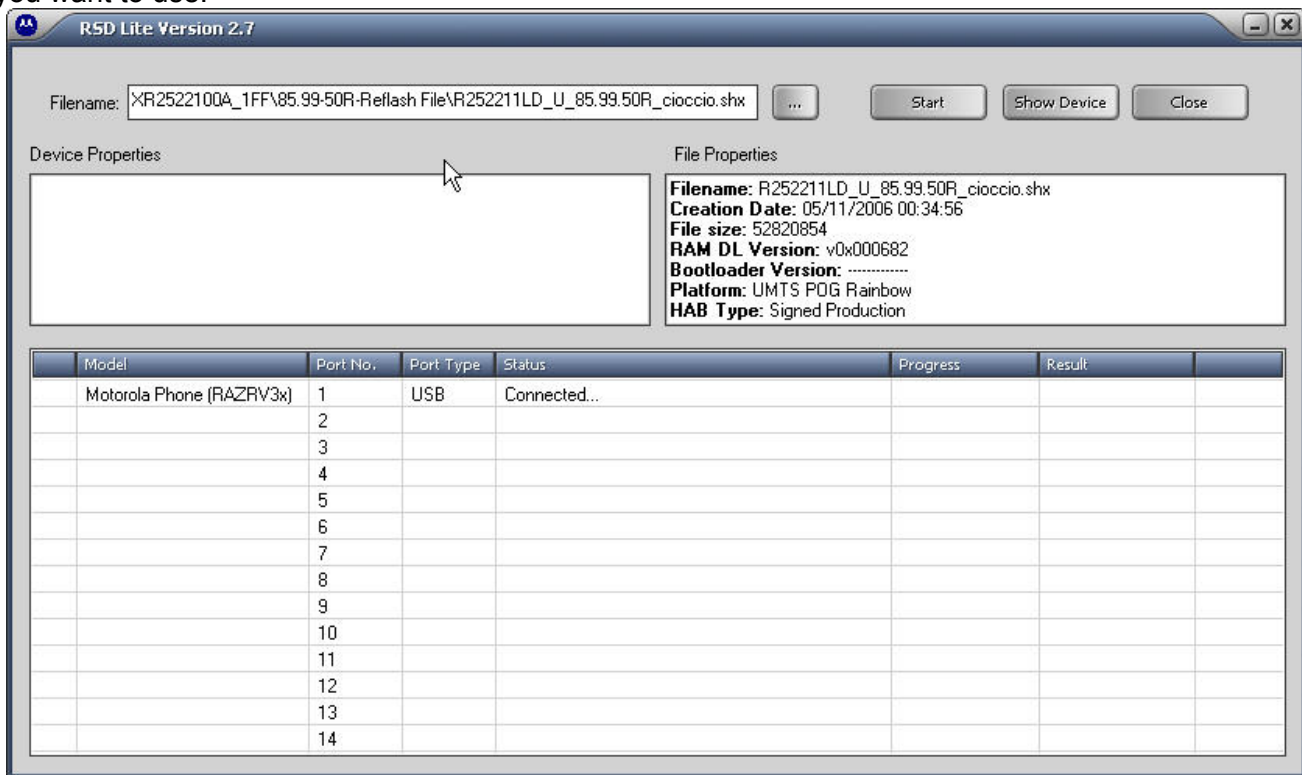 you want to use.
RSD Lite Version 2.7
Filename: XR2522100A_1FF\85.99-50R-Reflash File\R252211LD_U_85.99.50R_cioccio.shx ... Start Show Device Close
Device Properties File Properties
Filename: R252211LD_U_85.99.50R_cioccio.shx
Creation Date: 05/11/2006 00:34:56
File size: 52820854
RAM DL Version: v0x000682
Bootloader Version: ------------
Platform: UMTS POG Rainbow
HAB Type: Signed Production
Model Port No. Port Type Status Progress Result
Motorola Phone (RAZRV3x) 1 USB Connected...
2
3
4
5
6
7
8
9
10
11
12
13
14